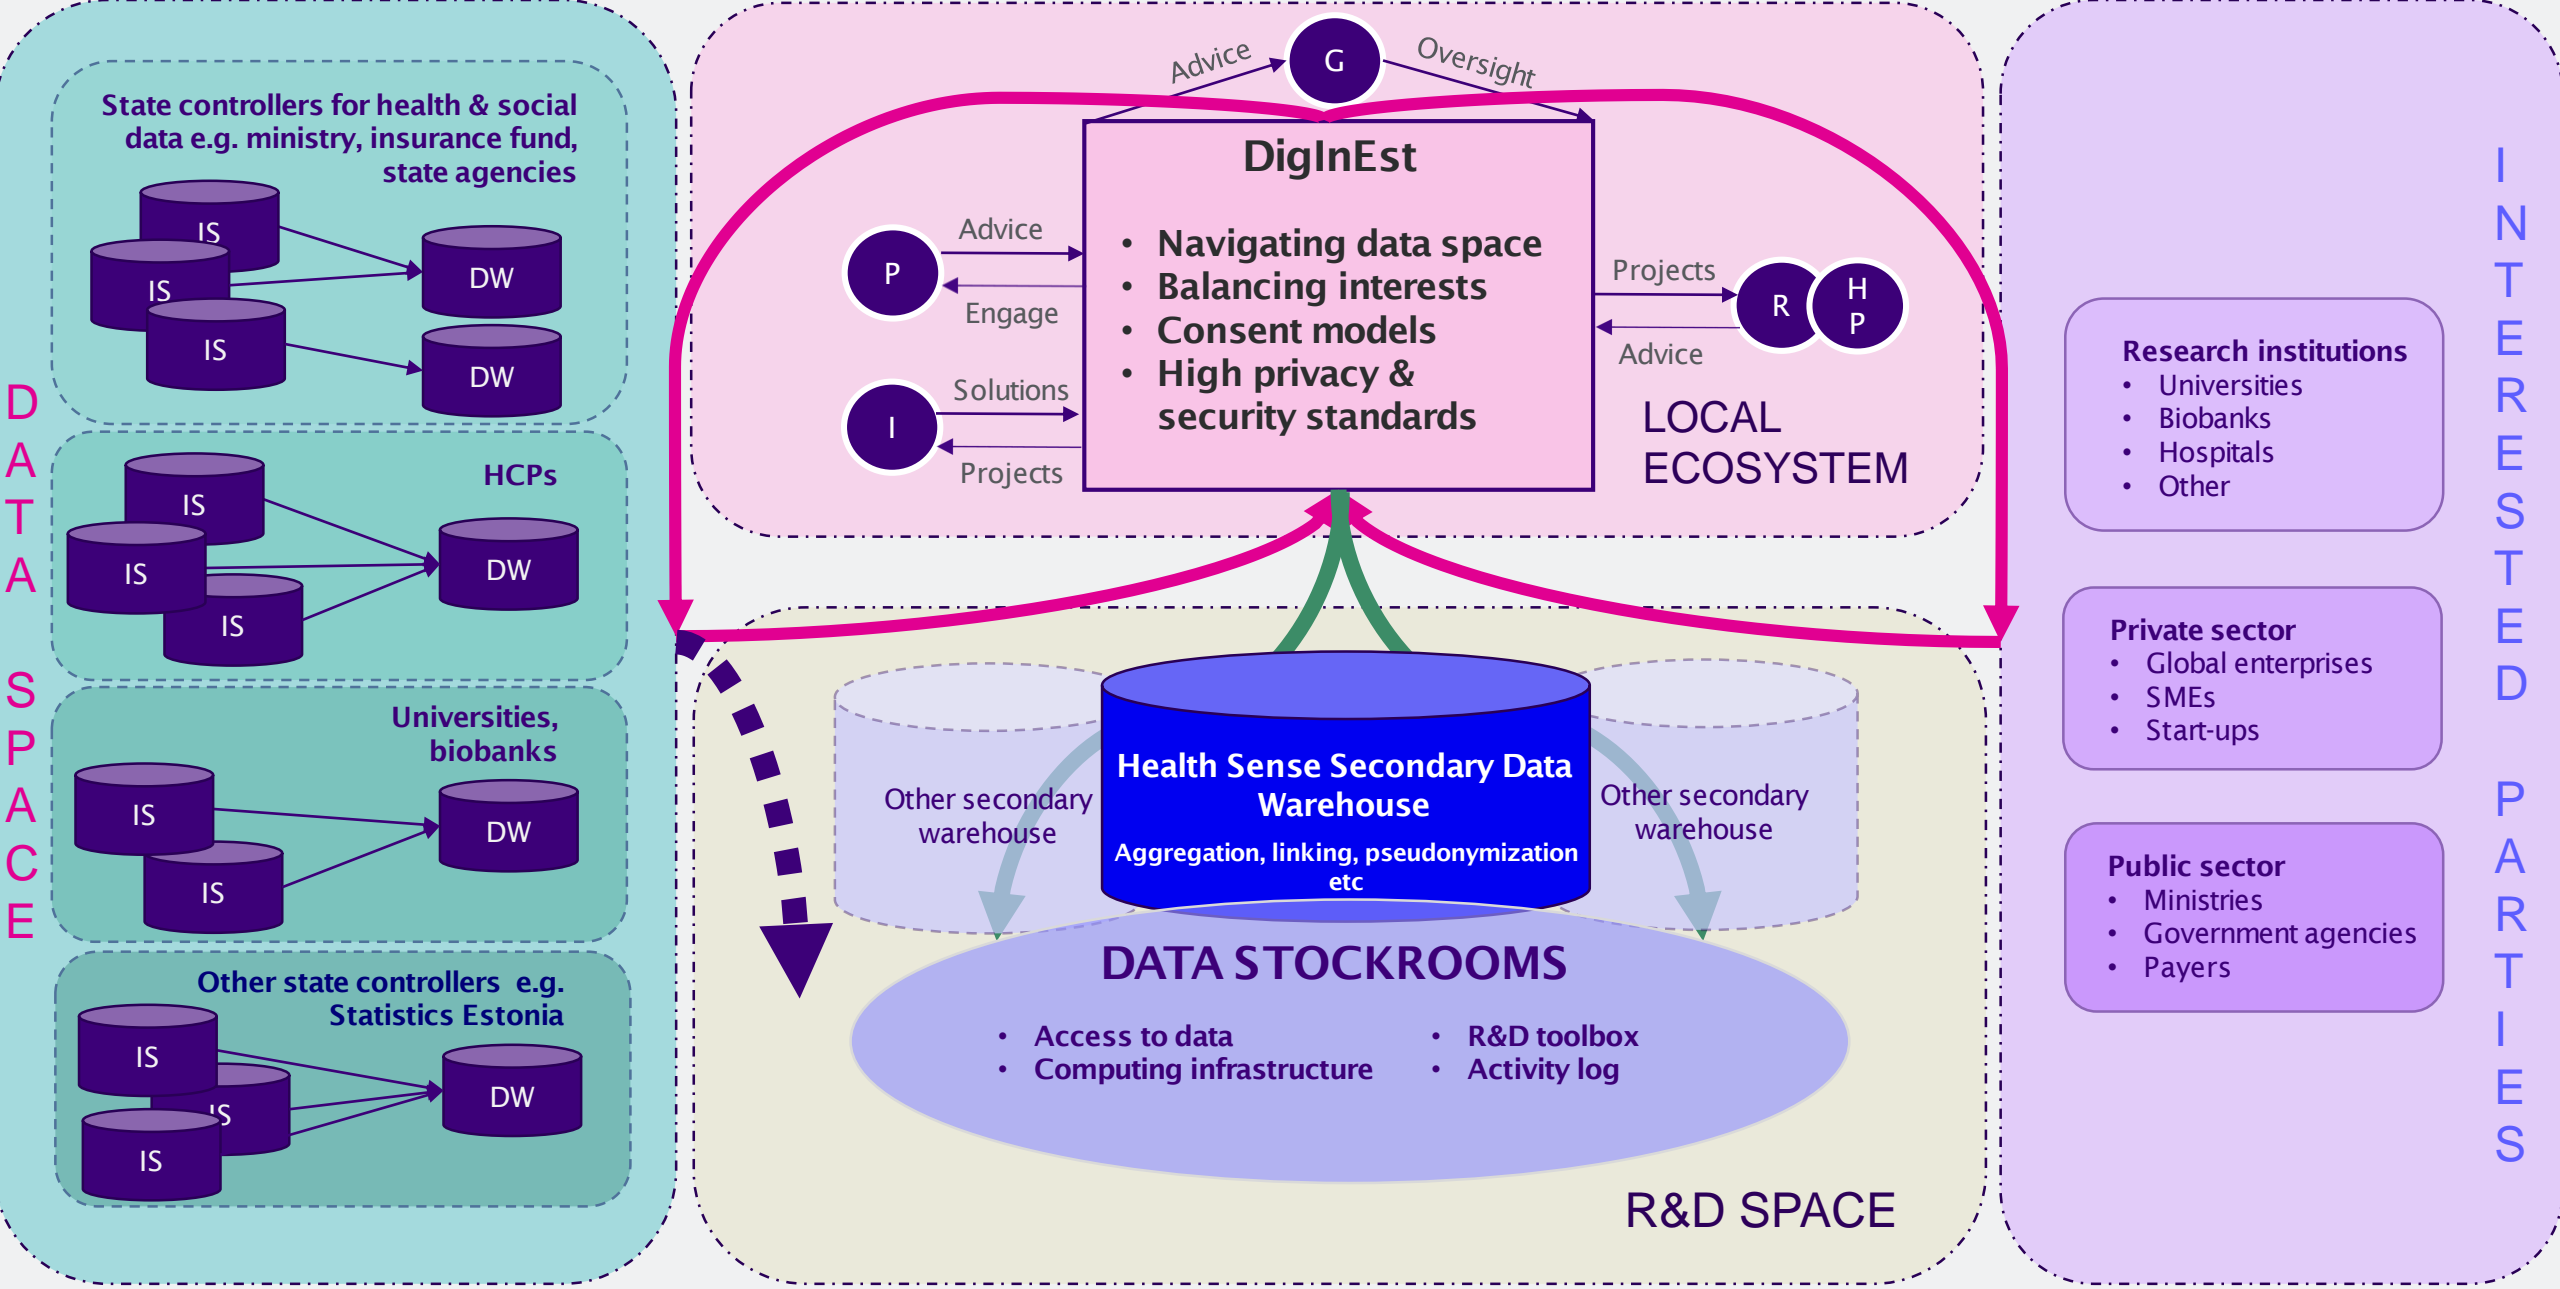 DATA SPACE
State controllers for health & social
data e.g. ministry, insurance fund,
state agencies
IS
IS
IS
DW
DW
HCPs
IS
IS
IS
DW
Universities,
biobanks
IS
IS
DW
Other state controllers e.g.
Statistics Estonia
IS
IS
IS
DW
Advice
G
Oversight
DigInEst
• Navigating data space
• Balancing interests
• Consent models
• High privacy &
security standards
P
Advice
Engage
I
Solutions
Projects
Projects
Advice
R
H
P
LOCAL
ECOSYSTEM
Other secondary
warehouse
Health Sense Secondary Data
Warehouse
Aggregation, linking, pseudonymization
etc
Other secondary
warehouse
DATA STOCKROOMS
• Access to data
• Computing infrastructure
• R&D toolbox
• Activity log
R&D SPACE
Research institutions
• Universities
• Biobanks
• Hospitals
• Other
Private sector
• Global enterprises
• SMEs
• Start-ups
Public sector
• Ministries
• Government agencies
• Payers
INTERESTED PARTIES